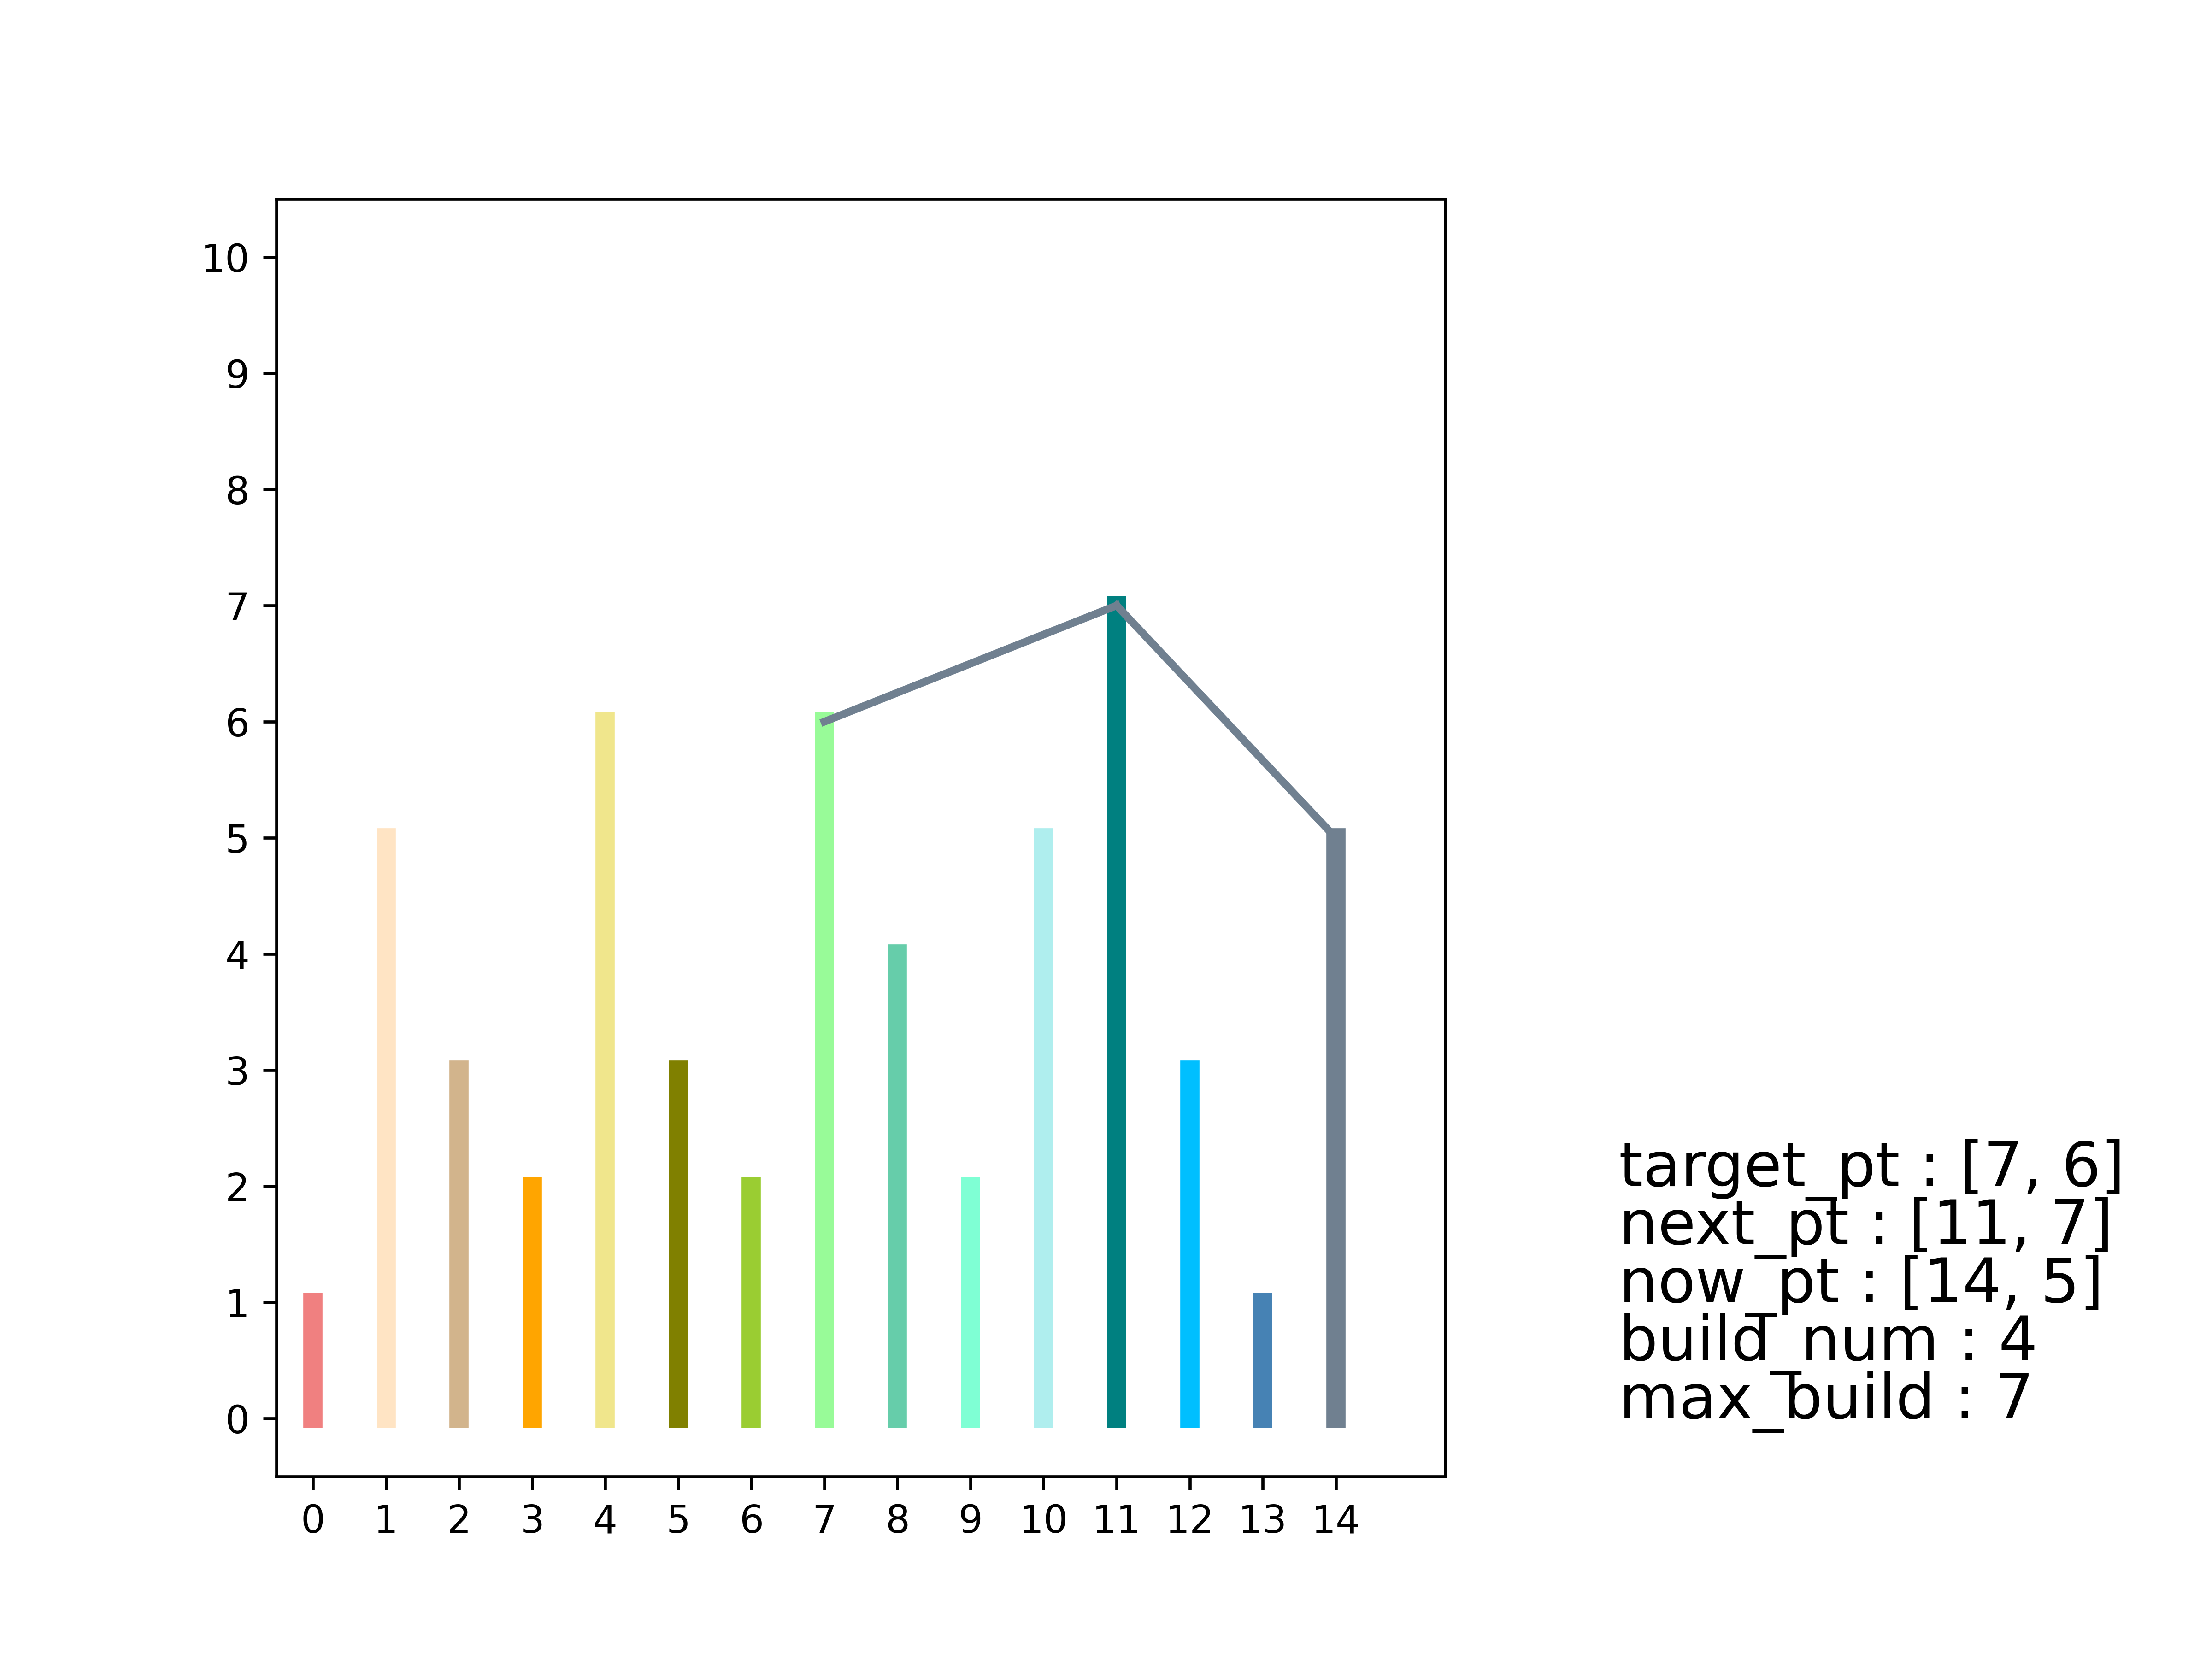 10
9
8
7
6
5
4
3
2
1
0
0 1 2 3 4 5 6 7 8 9 10 11 12 13 14
target_pt : [7, 6]
next_pt : [11, 7]
now_pt : [14, 5]
build_num : 4
max_build : 7